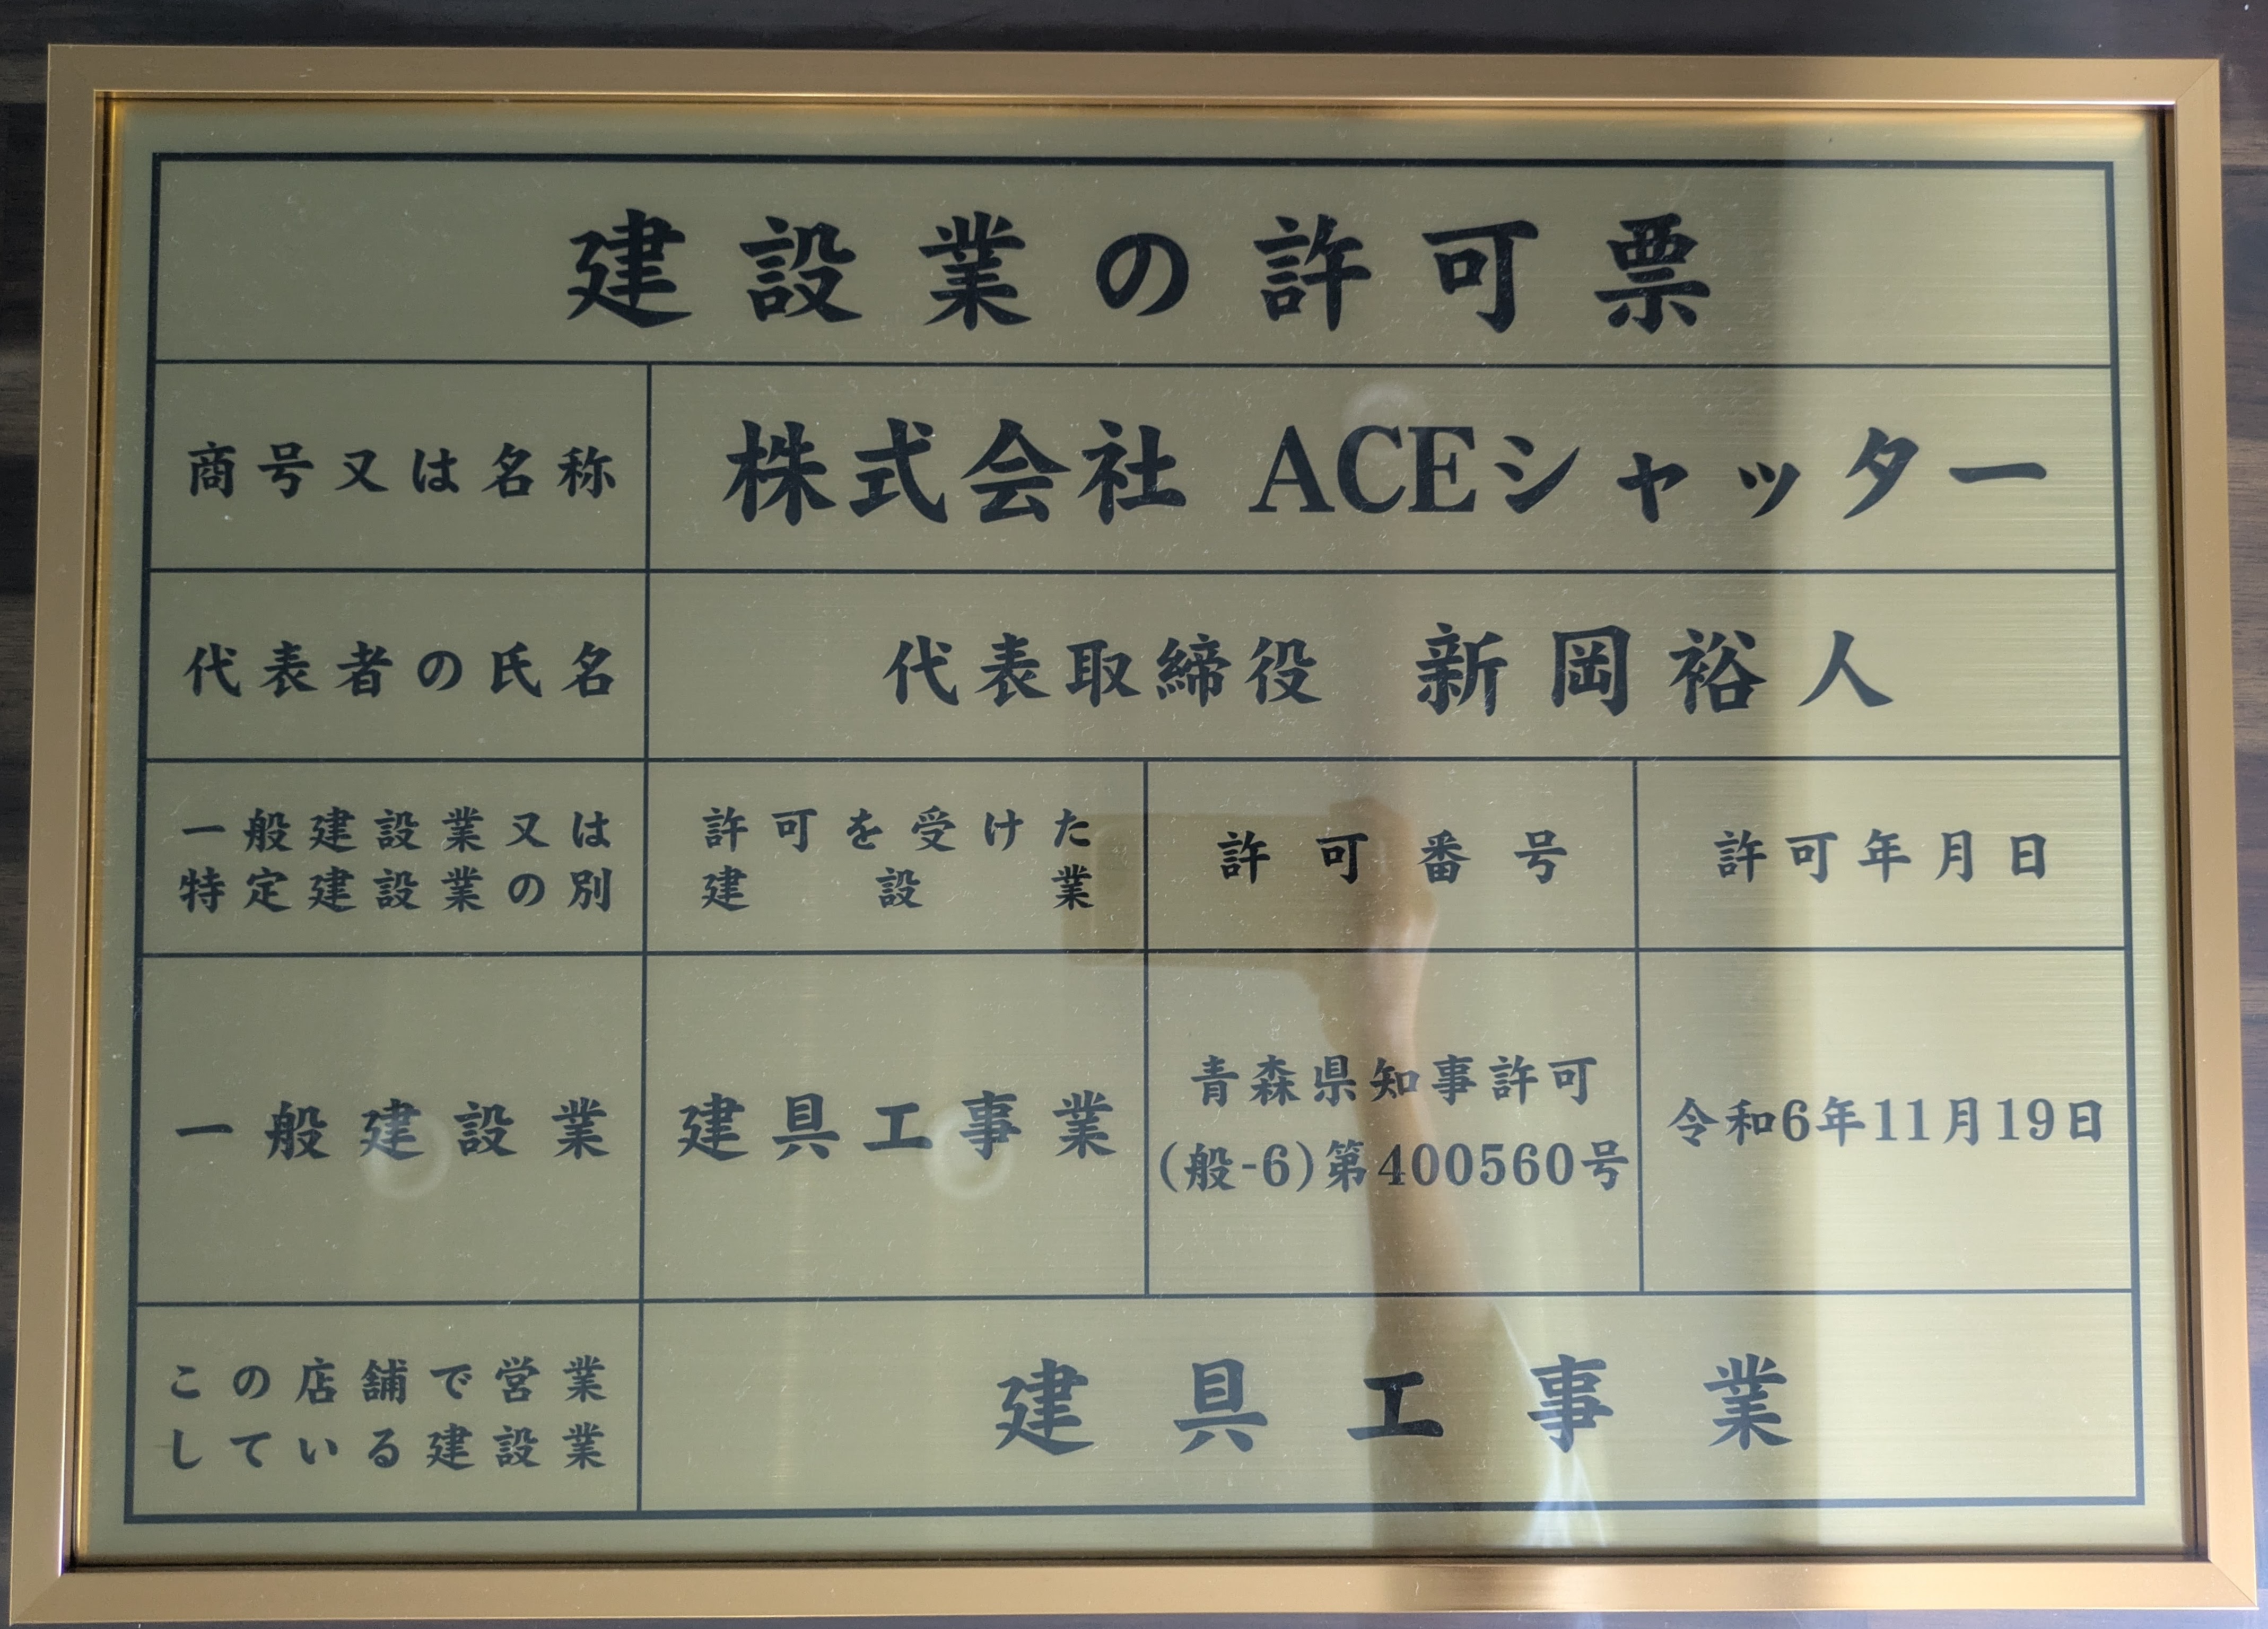 建設業の許可票
商号又は名称
株式会社 ACEシャッター
代表者の氏名
代表取締役 新岡裕人
一般建設業又は
特定建設業の別
許可を受けた
建設業
許可番号
許可年月日
一般建設業
建具工事業
青森県知事許可
(般-6)第400560号
令和6年11月19日
この店舗で営業
している建設業
建具工事業